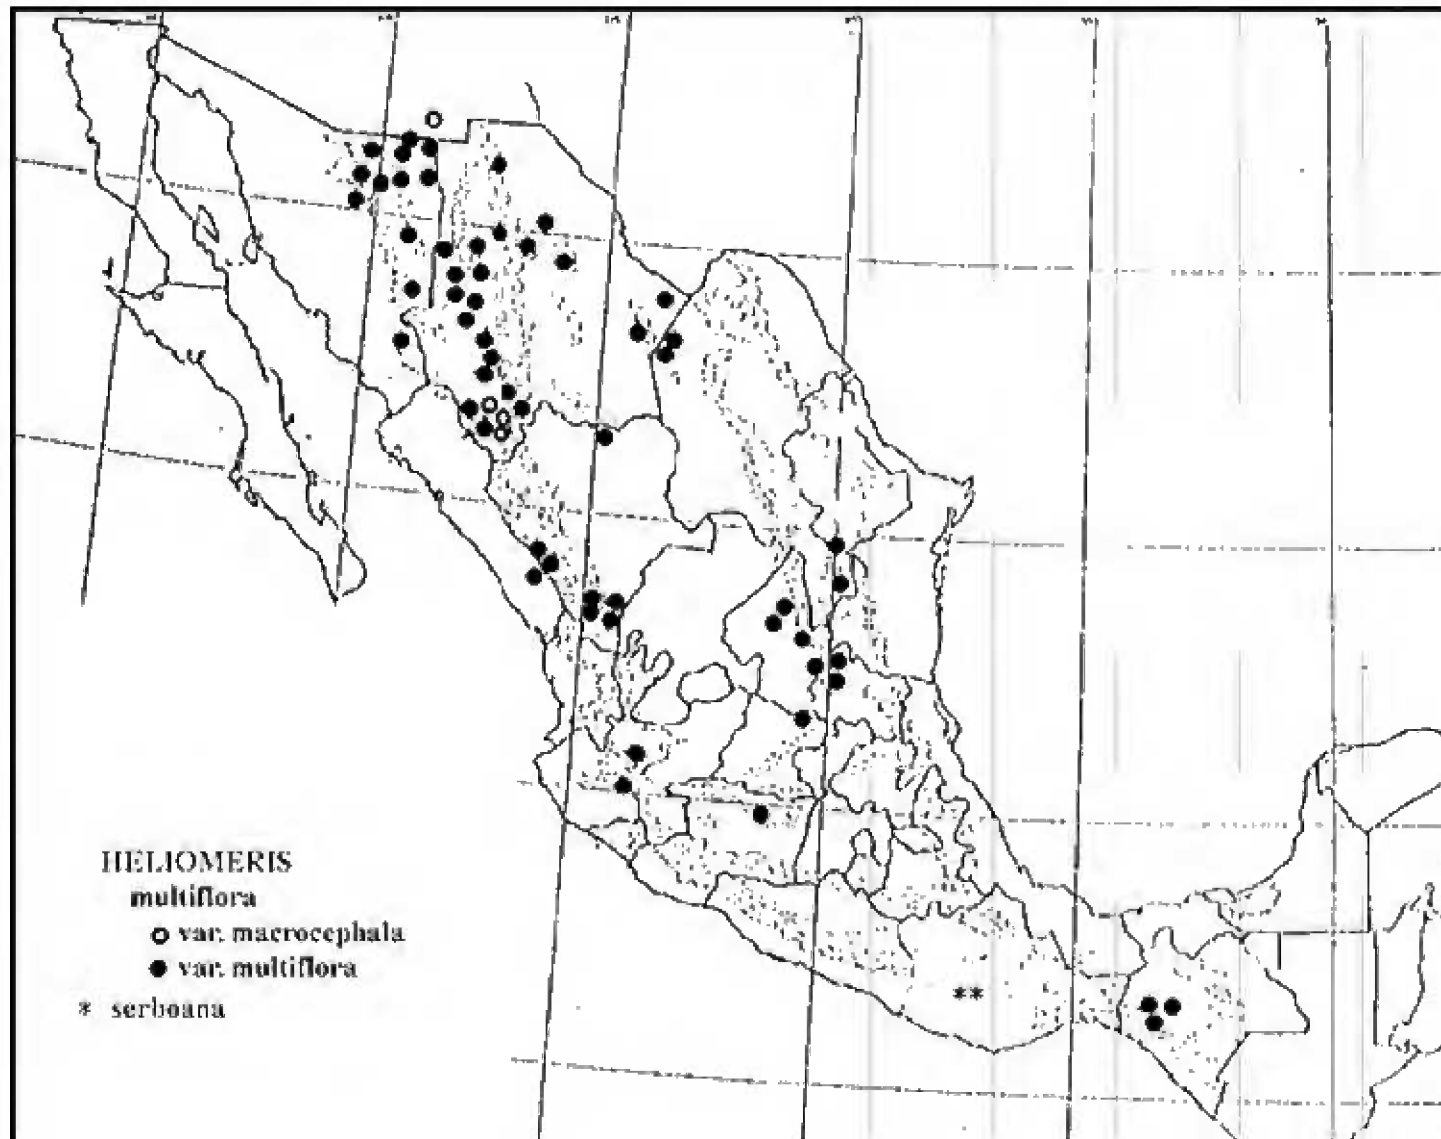 HELIOMERIS
multiflora
o var. macrocephala
● var. multiflora
* serboana